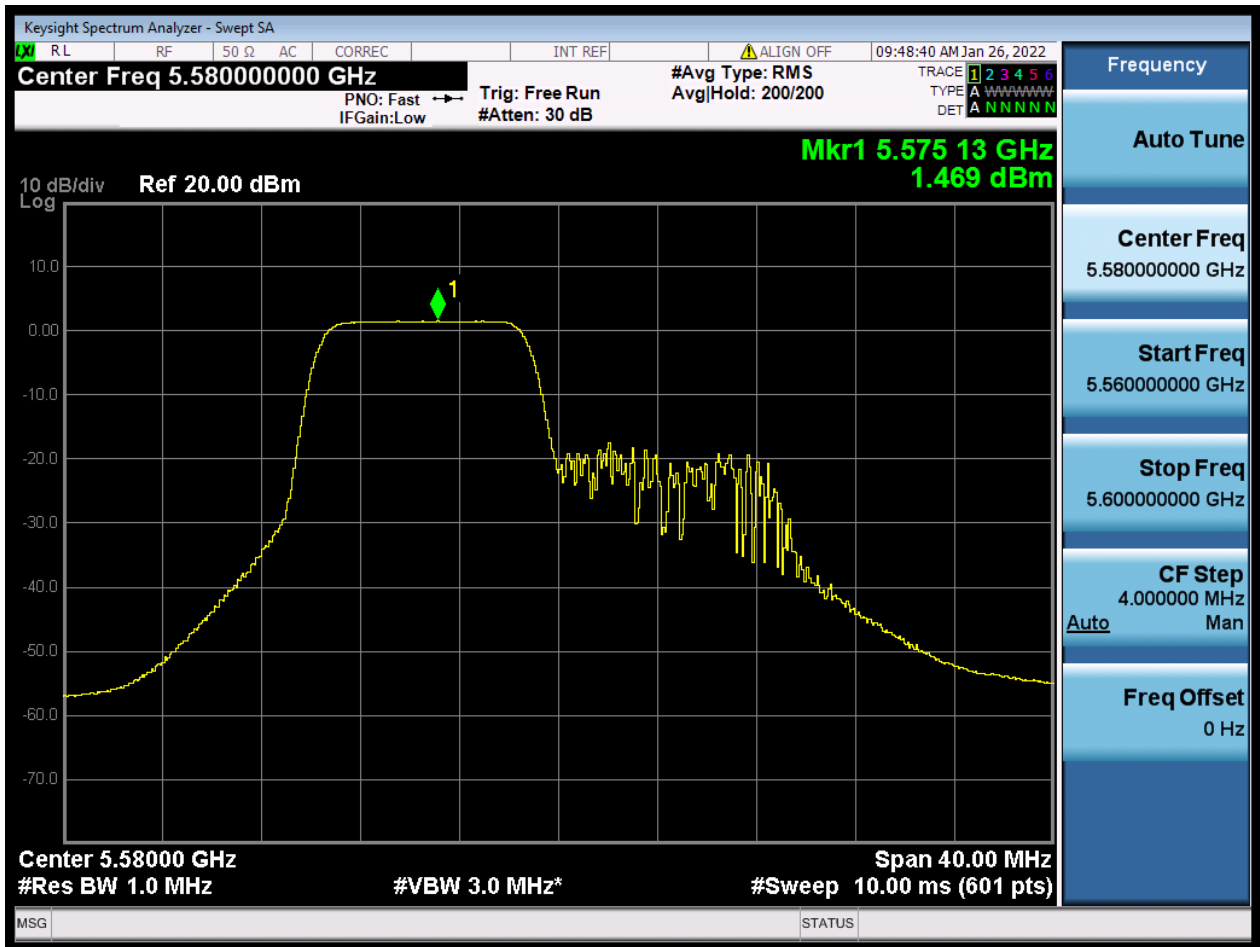 Keysight Spectrum Analyzer - Swept SA
LXI RL RF 50 Ω AC CORREC INT REF ALIGN OFF 09:48:40 AM Jan 26, 2022
Center Freq 5.580000000 GHz
PNO: Fast
IFGain:Low
Trig: Free Run
#Atten: 30 dB
#Avg Type: RMS
Avg|Hold: 200/200
TRACE 1 2 3 4 5 6
TYPE A WWWWW
DET A N N N N N
Mkr1 5.575 13 GHz
1.469 dBm
10 dB/div Ref 20.00 dBm
Log
1
10.0
0.00
-10.0
-20.0
-30.0
-40.0
-50.0
-60.0
-70.0
Center 5.58000 GHz Span 40.00 MHz
#Res BW 1.0 MHz #VBW 3.0 MHz* #Sweep 10.00 ms (601 pts)
MSG STATUS
Frequency
Auto Tune
Center Freq
5.580000000 GHz
Start Freq
5.560000000 GHz
Stop Freq
5.600000000 GHz
CF Step
4.000000 MHz
Auto Man
Freq Offset
0 Hz